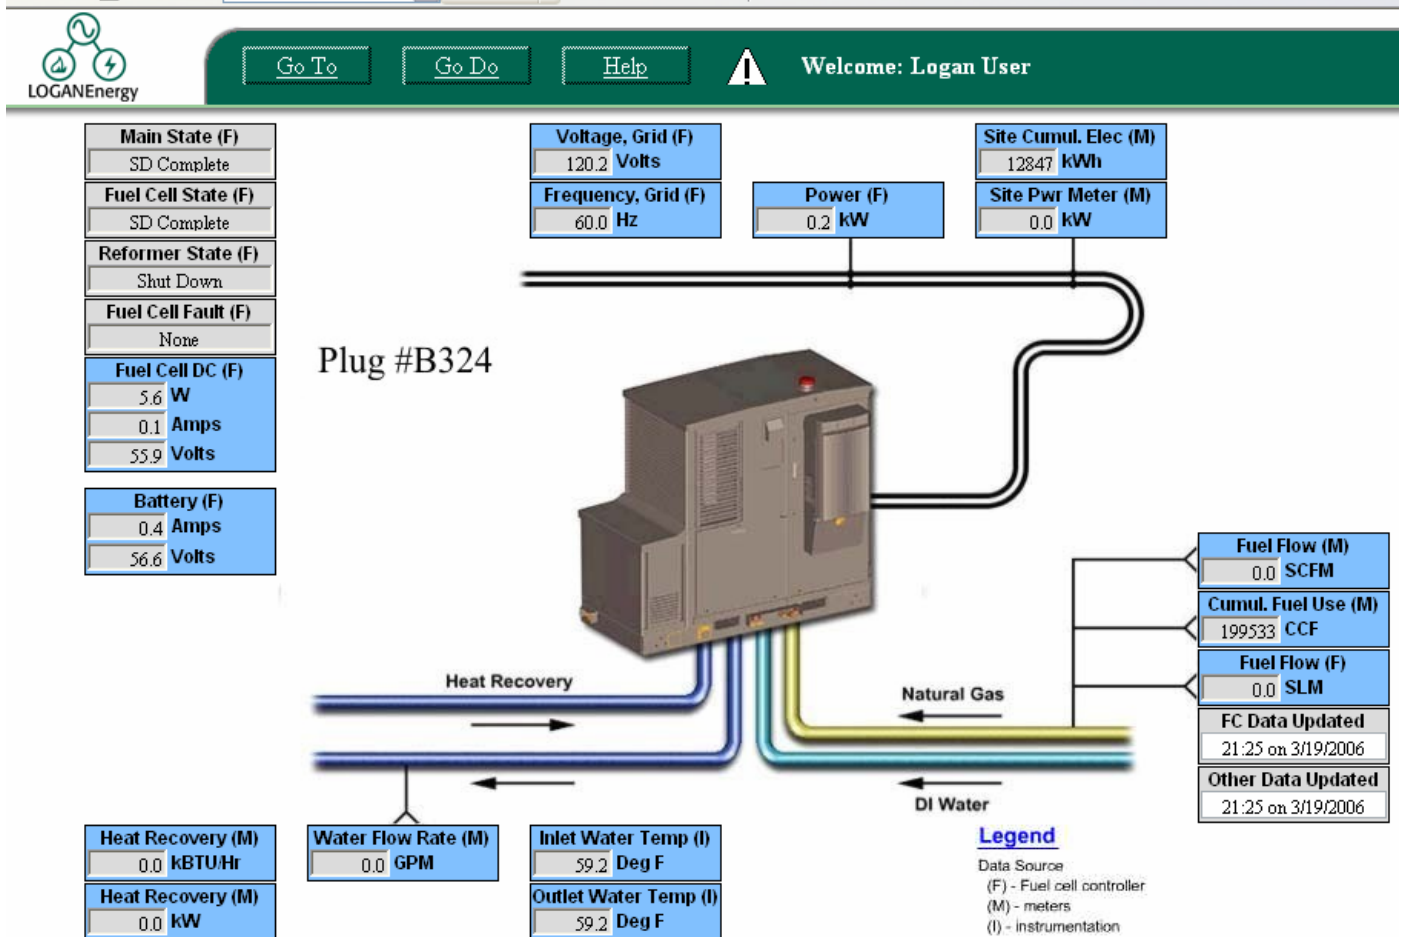 LOGANEnergy
Go To
Go Do
Help
Welcome: Logan User
Main State (F)
SD Complete
Fuel Cell State (F)
SD Complete
Reformer State (F)
Shut Down
Fuel Cell Fault (F)
None
Fuel Cell DC (F)
5.6 W
0.1 Amps
55.9 Volts
Battery (F)
0.4 Amps
56.6 Volts
Voltage, Grid (F)
120.2 Volts
Frequency, Grid (F)
60.0 Hz
Power (F)
0.2 kW
Site Cumul. Elec (M)
12847 kWh
Site Pwr Meter (M)
0.0 kW
Plug #B324
Fuel Flow (M)
0.0 SCFM
Cumul. Fuel Use (M)
199533 CCF
Fuel Flow (F)
0.0 SLM
FC Data Updated
21:25 on 3/19/2006
Other Data Updated
21:25 on 3/19/2006
Heat Recovery
Natural Gas
DI Water
Heat Recovery (M)
0.0 kBTU/Hr
Heat Recovery (M)
0.0 kW
Water Flow Rate (M)
0.0 GPM
Inlet Water Temp (I)
59.2 Deg F
Outlet Water Temp (I)
59.2 Deg F
Legend
Data Source
(F) - Fuel cell controller
(M) - meters
(I) - instrumentation